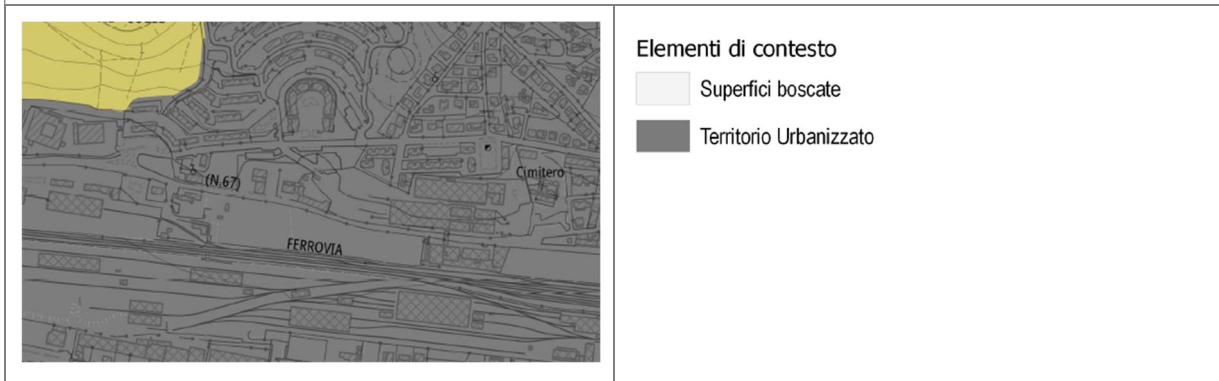 (N.67)
Cimitero
FERROVIA
Elementi di contesto
Superfici boscate
Territorio Urbanizzato